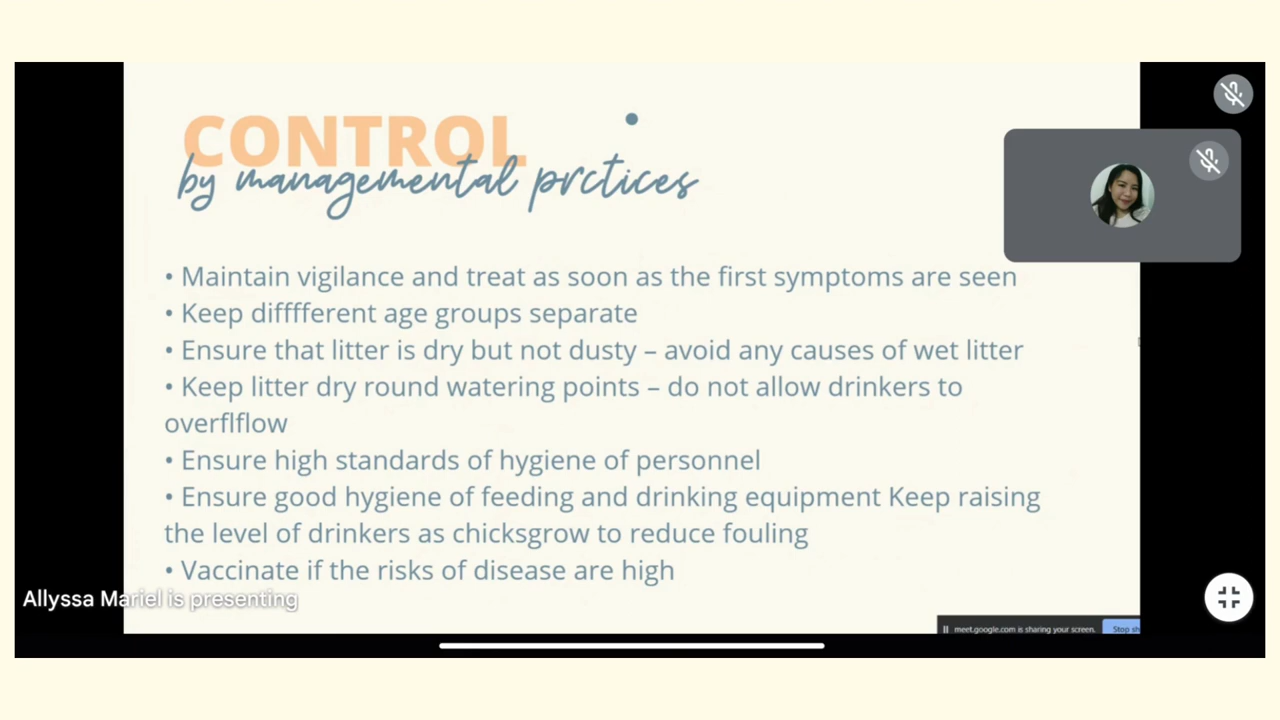 CONTROL
by managemental prctices
• Maintain vigilance and treat as soon as the first symptoms are seen
• Keep difffferent age groups separate
• Ensure that litter is dry but not dusty – avoid any causes of wet litter
• Keep litter dry round watering points – do not allow drinkers to
overflflow
• Ensure high standards of hygiene of personnel
• Ensure good hygiene of feeding and drinking equipment Keep raising
the level of drinkers as chicksgrow to reduce fouling
• Vaccinate if the risks of disease are high
Allyssa Mariel is presenting
meet.google.com is sharing your screen.
Stop